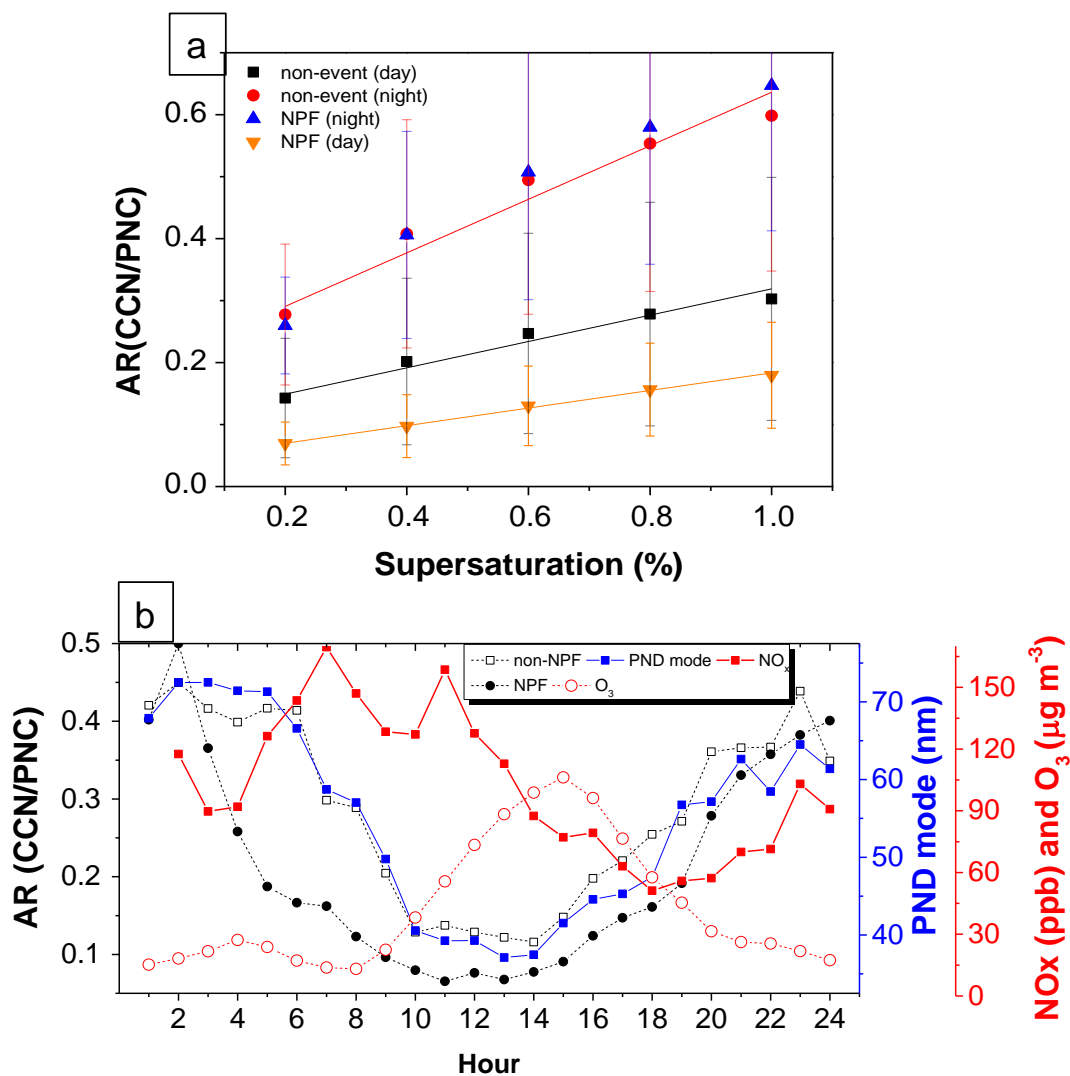 a
non-event (day)
non-event (night)
NPF (night)
NPF (day)
AR(CCN/PNC)
0.6
0.4
0.2
0.0
0.2 0.4 0.6 0.8 1.0
Supersaturation (%)
b
non-NPF PND mode NOx
NPF O3
AR (CCN/PNC)
0.5
0.4
0.3
0.2
0.1
PND mode (nm)
70
60
50
40
NOx (ppb) and O3 (µg m-3)
150
120
90
60
30
0
2 4 6 8 10 12 14 16 18 20 22 24
Hour